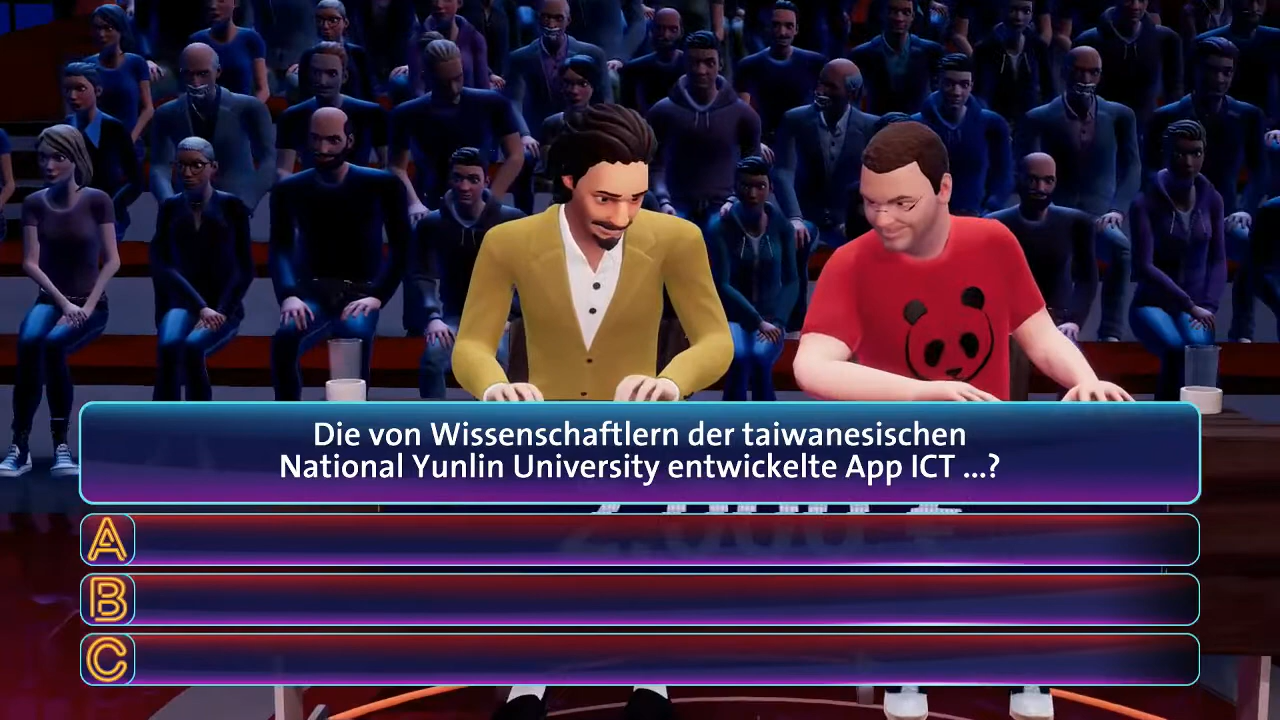 Die von Wissenschaftlern der taiwanesischen
National Yunlin University entwickelte App ICT ...?
A
B
C